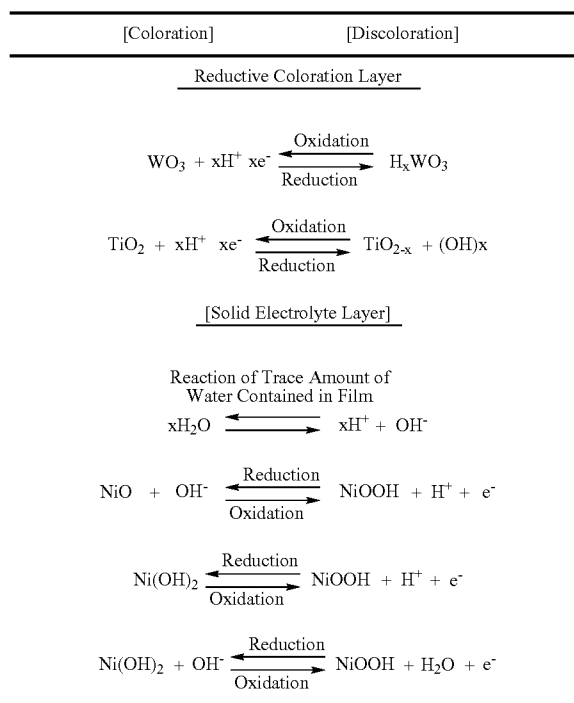 [Coloration] [Discoloration]
Reductive Coloration Layer
Oxidation
WO₃ + xH⁺ xe⁻ HₓWO₃
Reduction
Oxidation
TiO₂ + xH⁺ xe⁻ TiO₂₋ₓ + (OH)x
Reduction
[Solid Electrolyte Layer]
Reaction of Trace Amount of
Water Contained in Film
xH₂O xH⁺ + OH⁻
Reduction
NiO + OH⁻ NiOOH + H⁺ + e⁻
Oxidation
Reduction
Ni(OH)₂ NiOOH + H⁺ + e⁻
Oxidation
Reduction
Ni(OH)₂ + OH⁻ NiOOH + H₂O + e⁻
Oxidation